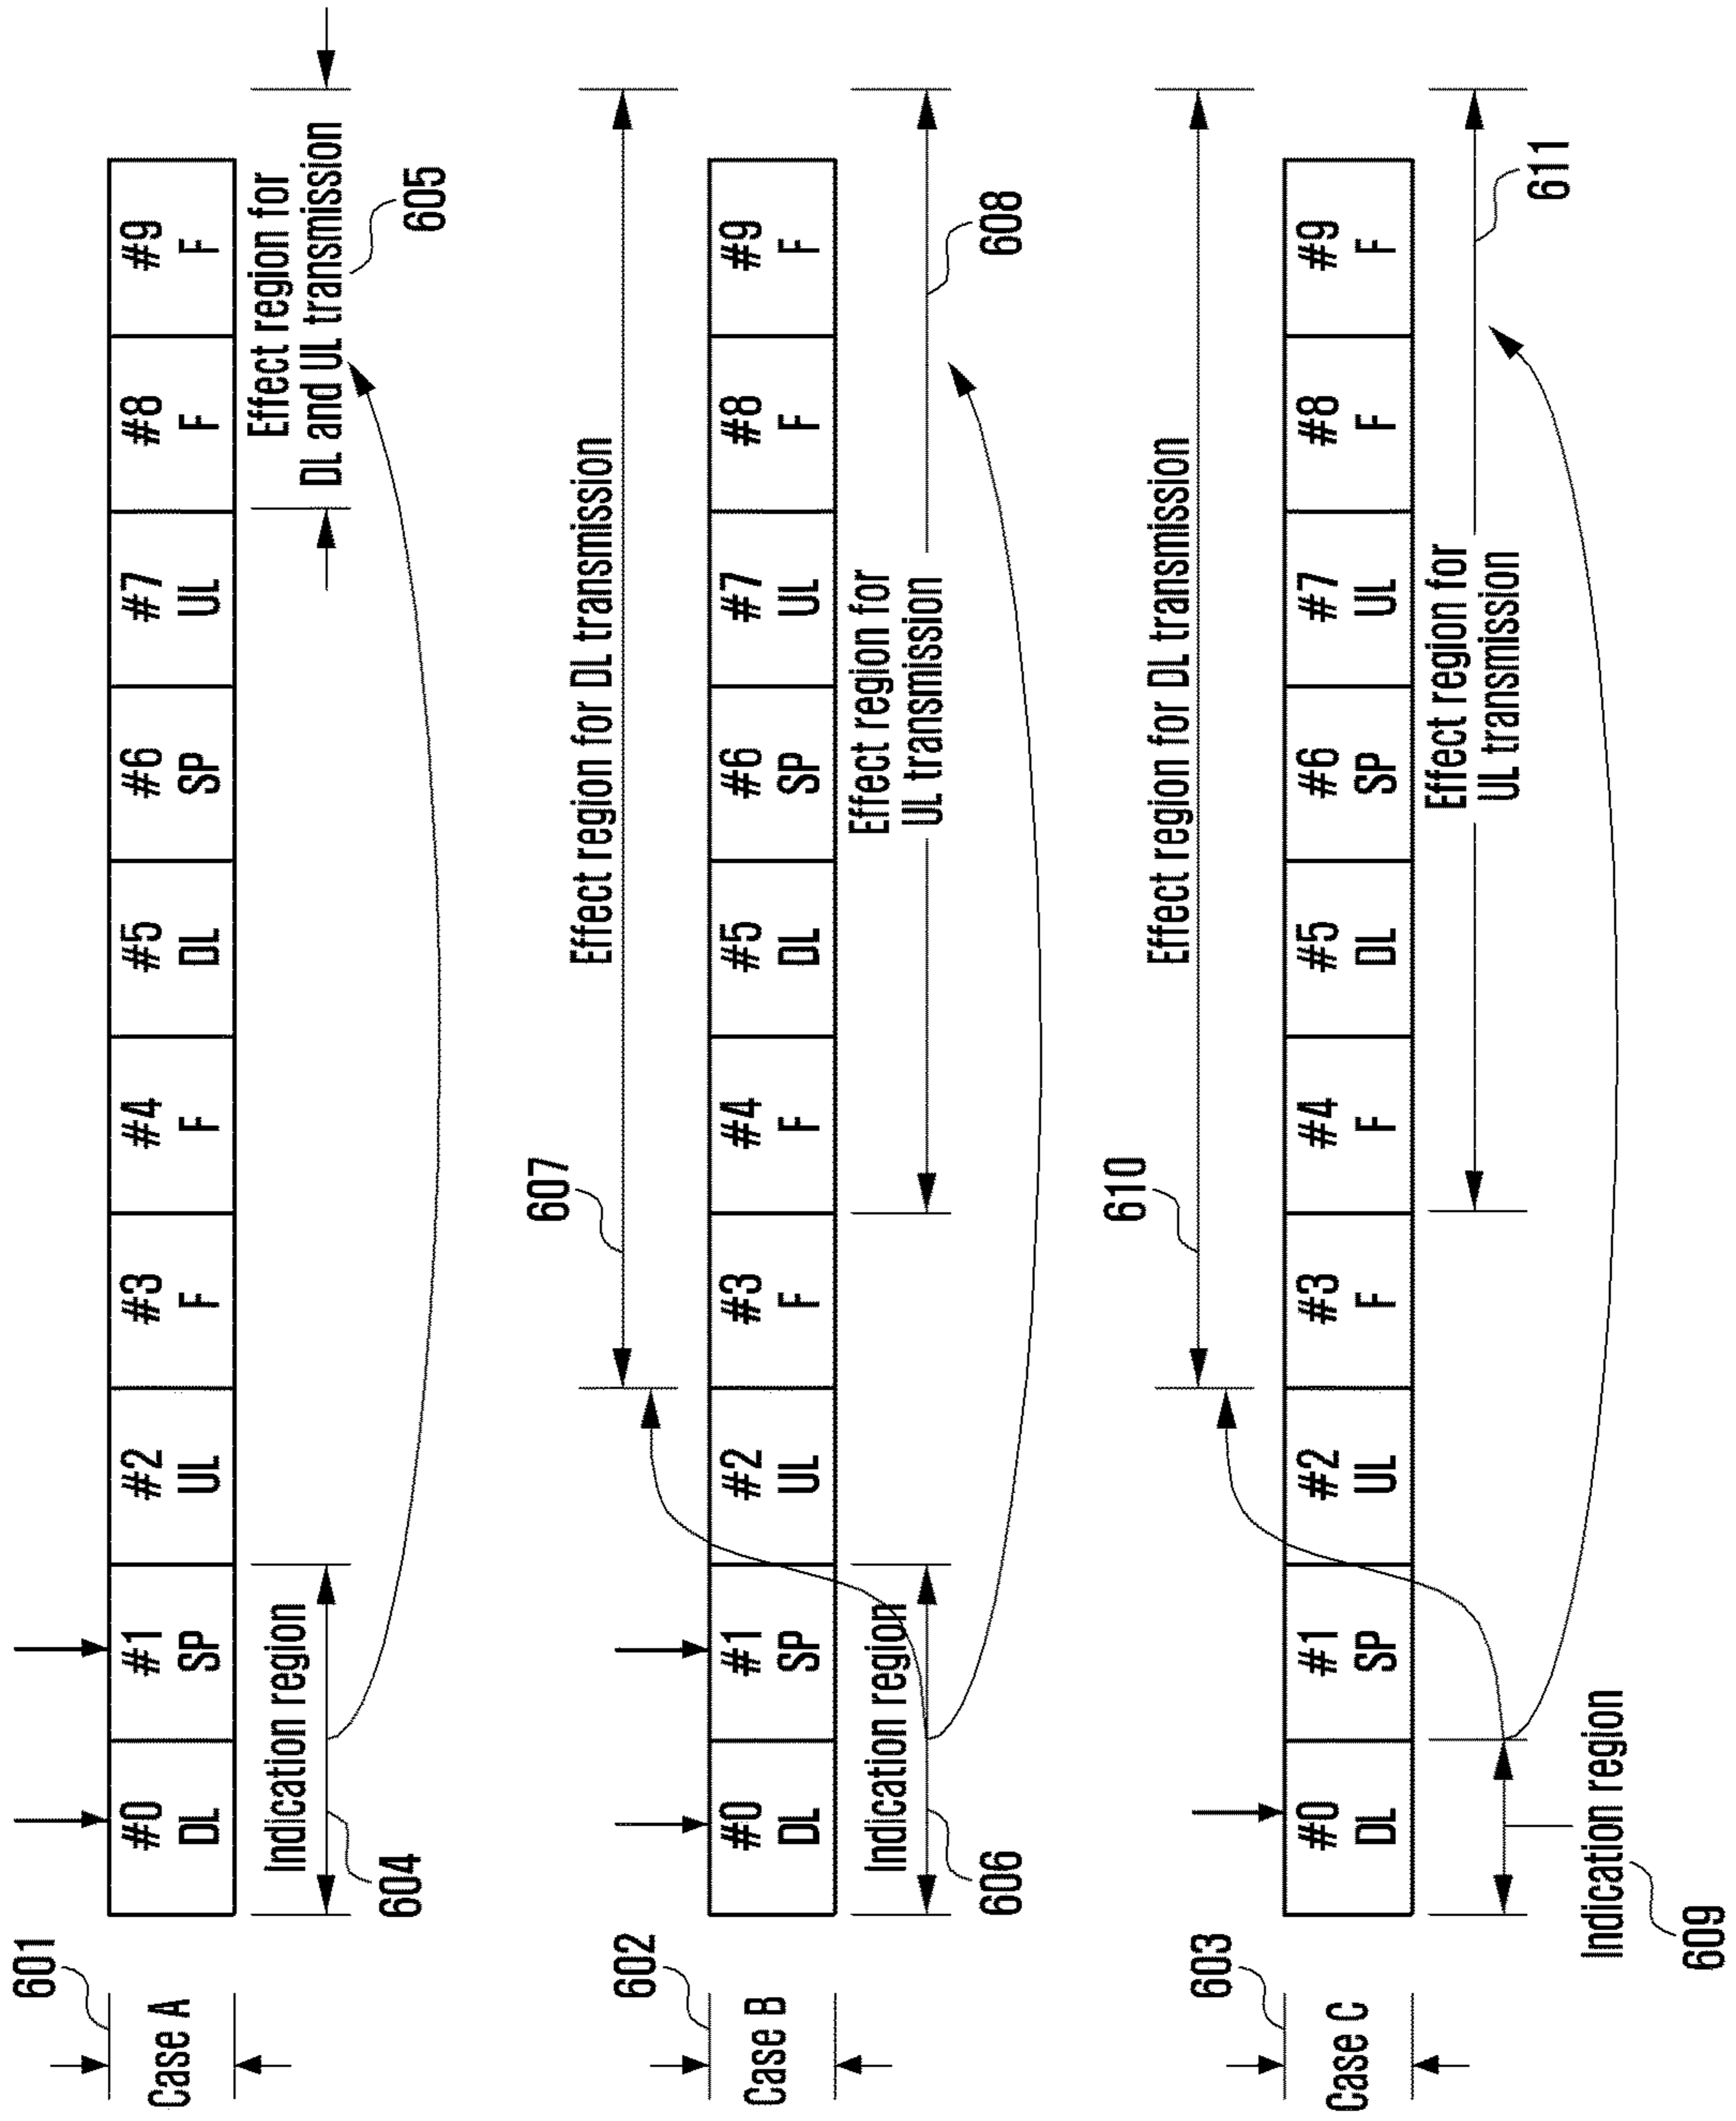 601
Case A
#0
DL
#1
SP
#2
UL
#3
F
#4
F
#5
DL
#6
SP
#7
UL
#8
F
#9
F
Indication region
604
Effect region for
DL and UL transmission
605
607
Effect region for DL transmission
602
Case B
#0
DL
#1
SP
#2
UL
#3
F
#4
F
#5
DL
#6
SP
#7
UL
#8
F
#9
F
Indication region
606
Effect region for
UL transmission
608
610
Effect region for DL transmission
603
Case C
#0
DL
#1
SP
#2
UL
#3
F
#4
F
#5
DL
#6
SP
#7
UL
#8
F
#9
F
Effect region for
UL transmission
611
Indication region
609